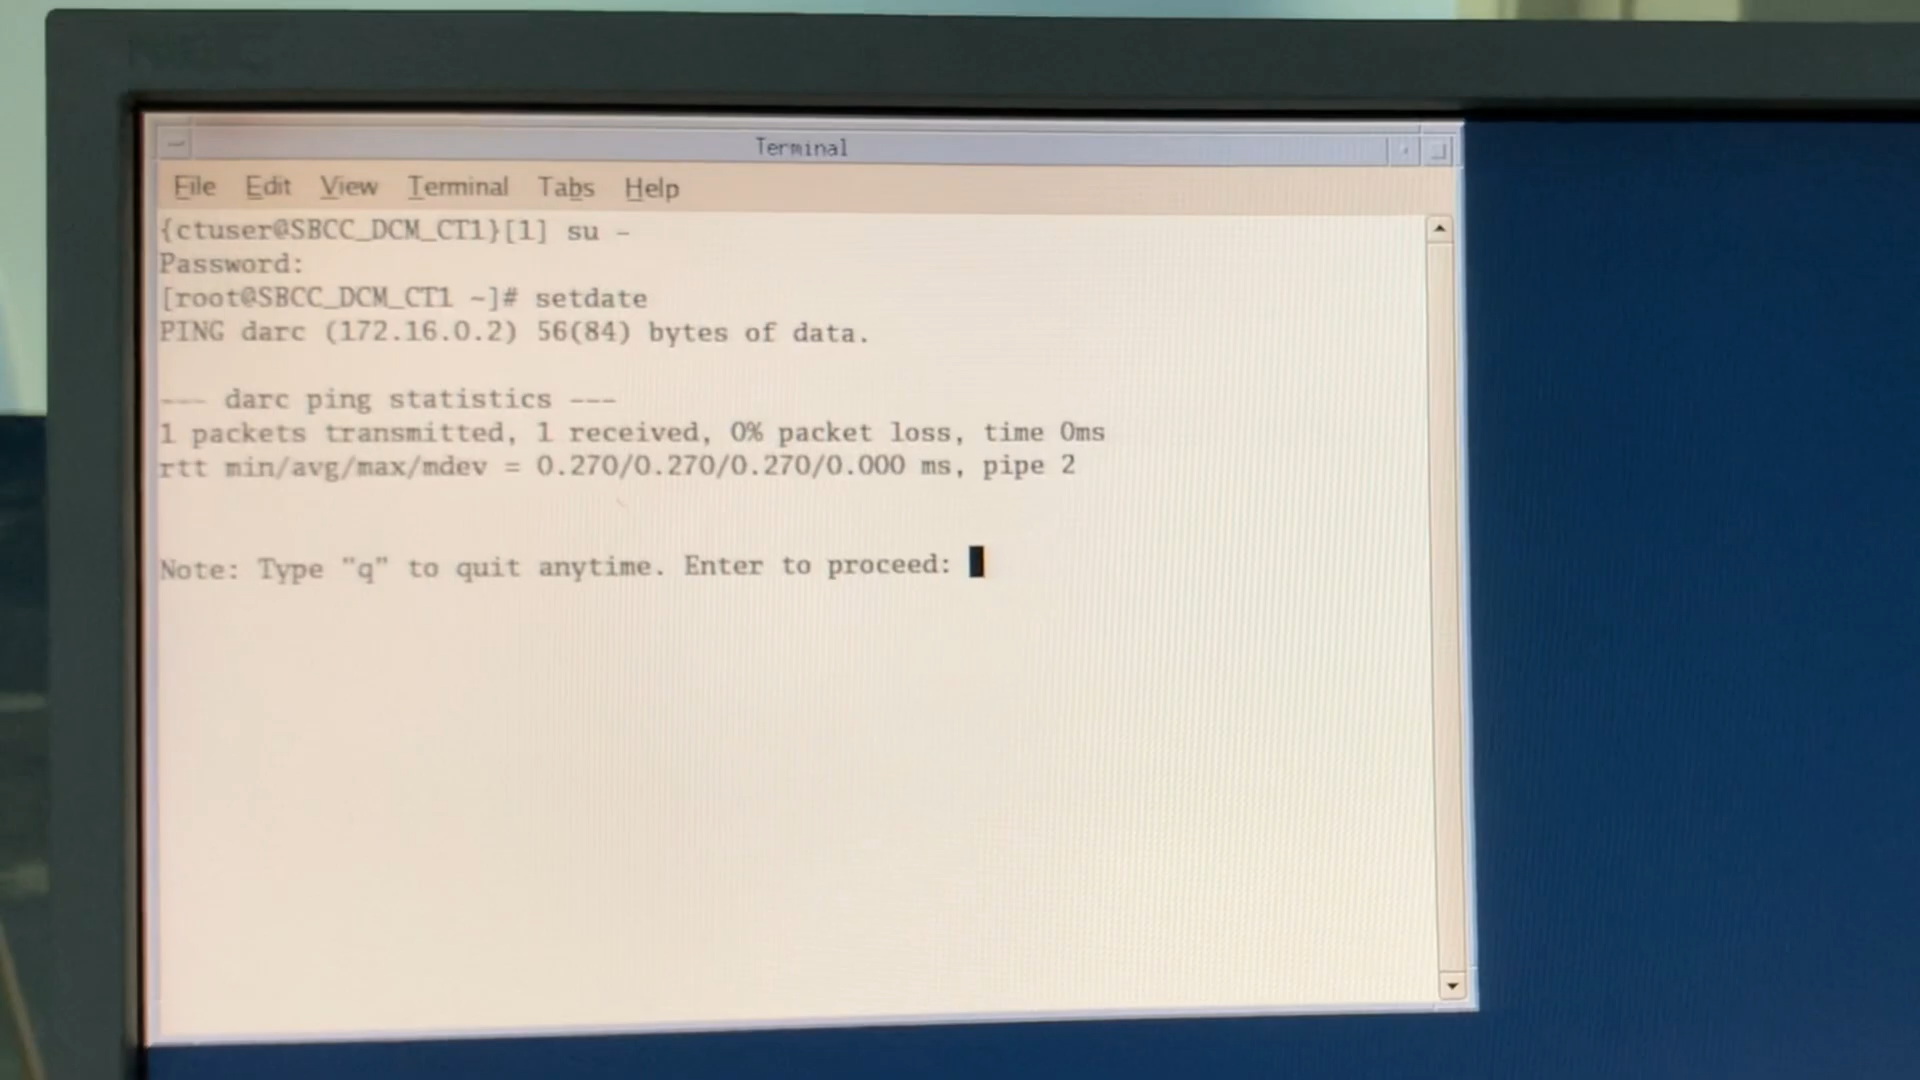 Terminal
File Edit View Terminal Tabs Help
{ctuser@SBCC_DCM_CT1}[1] su -
Password:
[root@SBCC_DCM_CT1 ~]# setdate
PING darc (172.16.0.2) 56(84) bytes of data.
--- darc ping statistics ---
1 packets transmitted, 1 received, 0% packet loss, time 0ms
rtt min/avg/max/mdev = 0.270/0.270/0.270/0.000 ms, pipe 2
Note: Type "q" to quit anytime. Enter to proceed: